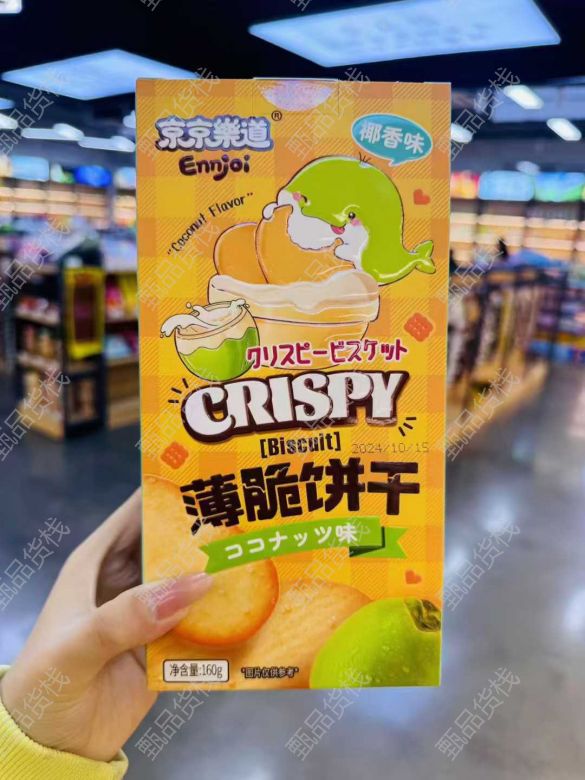 京京樂道®
Ennjoi
椰香味
"Coconut Flavor"
クリスピービスケット
CRISPY
[Biscuit]
2024/10/15
薄脆饼干
ココナッツ味
净含量:160g
"图片仅供参考"
甄品货栈